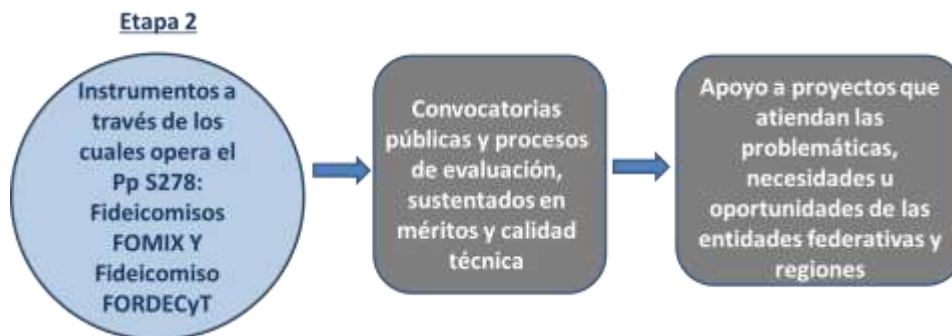 Etapa 2
Instrumentos a
través de los
cuales opera el
Pp S278:
Fideicomisos
FOMIX Y
Fideicomiso
FORDECyT
Convocatorias
públicas y procesos
de evaluación,
sustentados en
méritos y calidad
técnica
Apoyo a proyectos que
atiendan las
problemáticas,
necesidades u
oportunidades de las
entidades federativas y
regiones